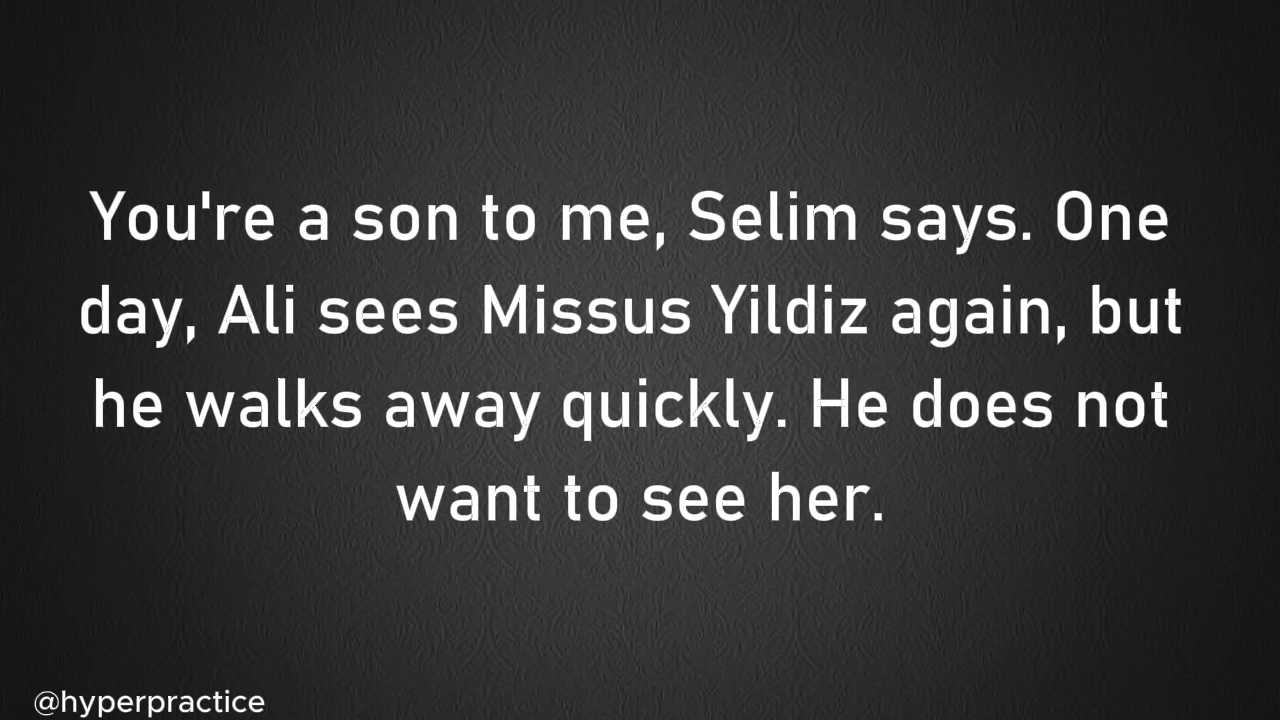 You're a son to me, Selim says. One
day, Ali sees Missus Yildiz again, but
he walks away quickly. He does not
want to see her.
@hyperpractice